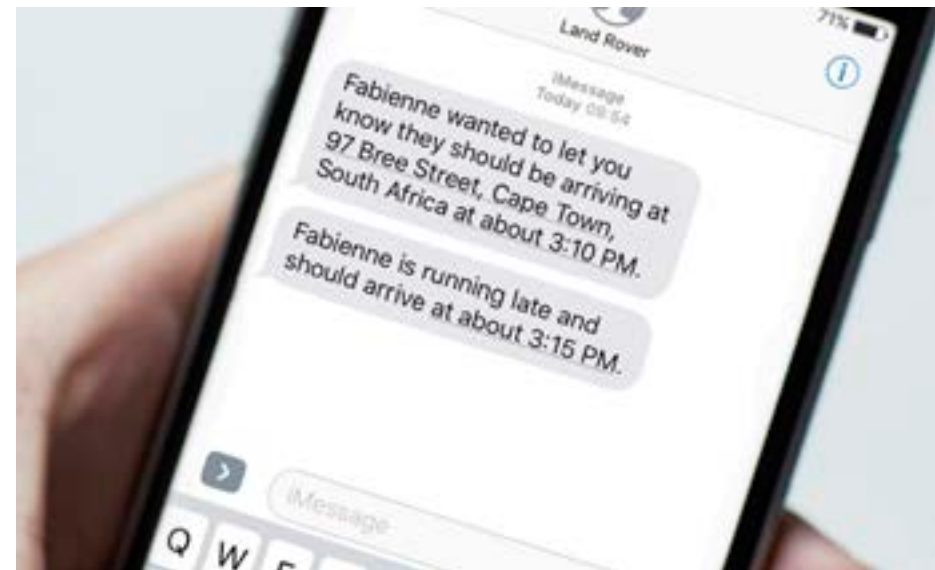 71%
Land Rover
iMessage
Today 09:54
Fabienne wanted to let you
know they should be arriving at
97 Bree Street, Cape Town,
South Africa at about 3:10 PM.
Fabienne is running late and
should arrive at about 3:15 PM.
iMessage
Q W E